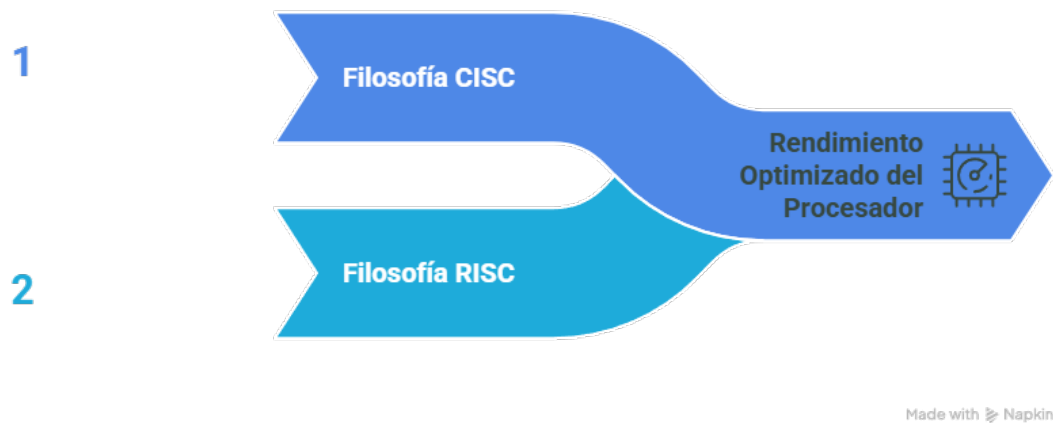 1
Filosofía CISC
Rendimiento
Optimizado del
Procesador
2
Filosofía RISC
Made with Napkin